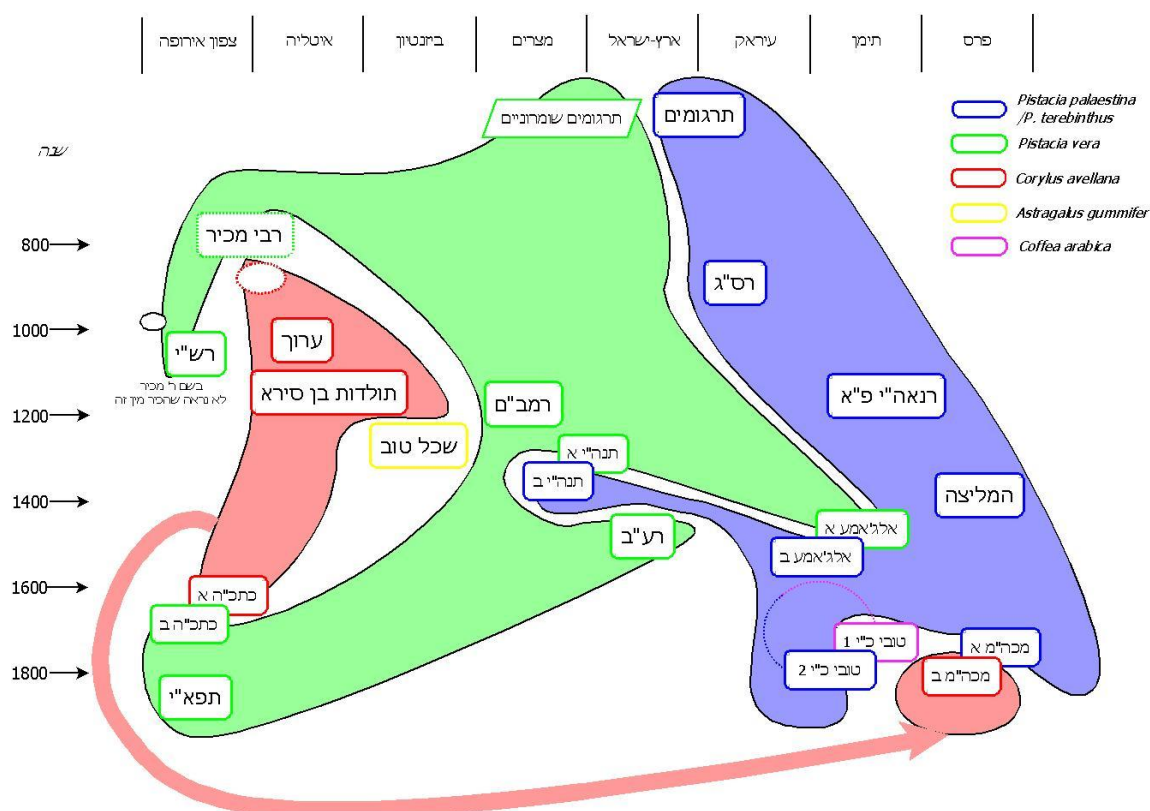 צפון אירופה
איטליה
ביזנטיון
מצרים
ארץ-ישראל
עיראק
תימן
פרס
שנה
800
1000
1200
1400
1600
1800
Pistacia palaestina
/P. terebinthus
Pistacia vera
Corylus avellana
Astragalus gummifer
Coffea arabica
תרגומים שומרוניים
תרגומים
רבי מכיר
רס"ג
רש"י
בשם ר' מכיר
לא נראה שהכיר מין זה
ערוך
תולדות בן סירא
רמב"ם
רנאה"י פ"א
שכל טוב
תנה"י א
תנה"י ב
המליצה
רע"ב
אלג'אמע א
אלג'אמע ב
כתכ"ה א
כתכ"ה ב
טובי כ"י 1
טובי כ"י 2
מכה"מ א
מכה"מ ב
תפא"י